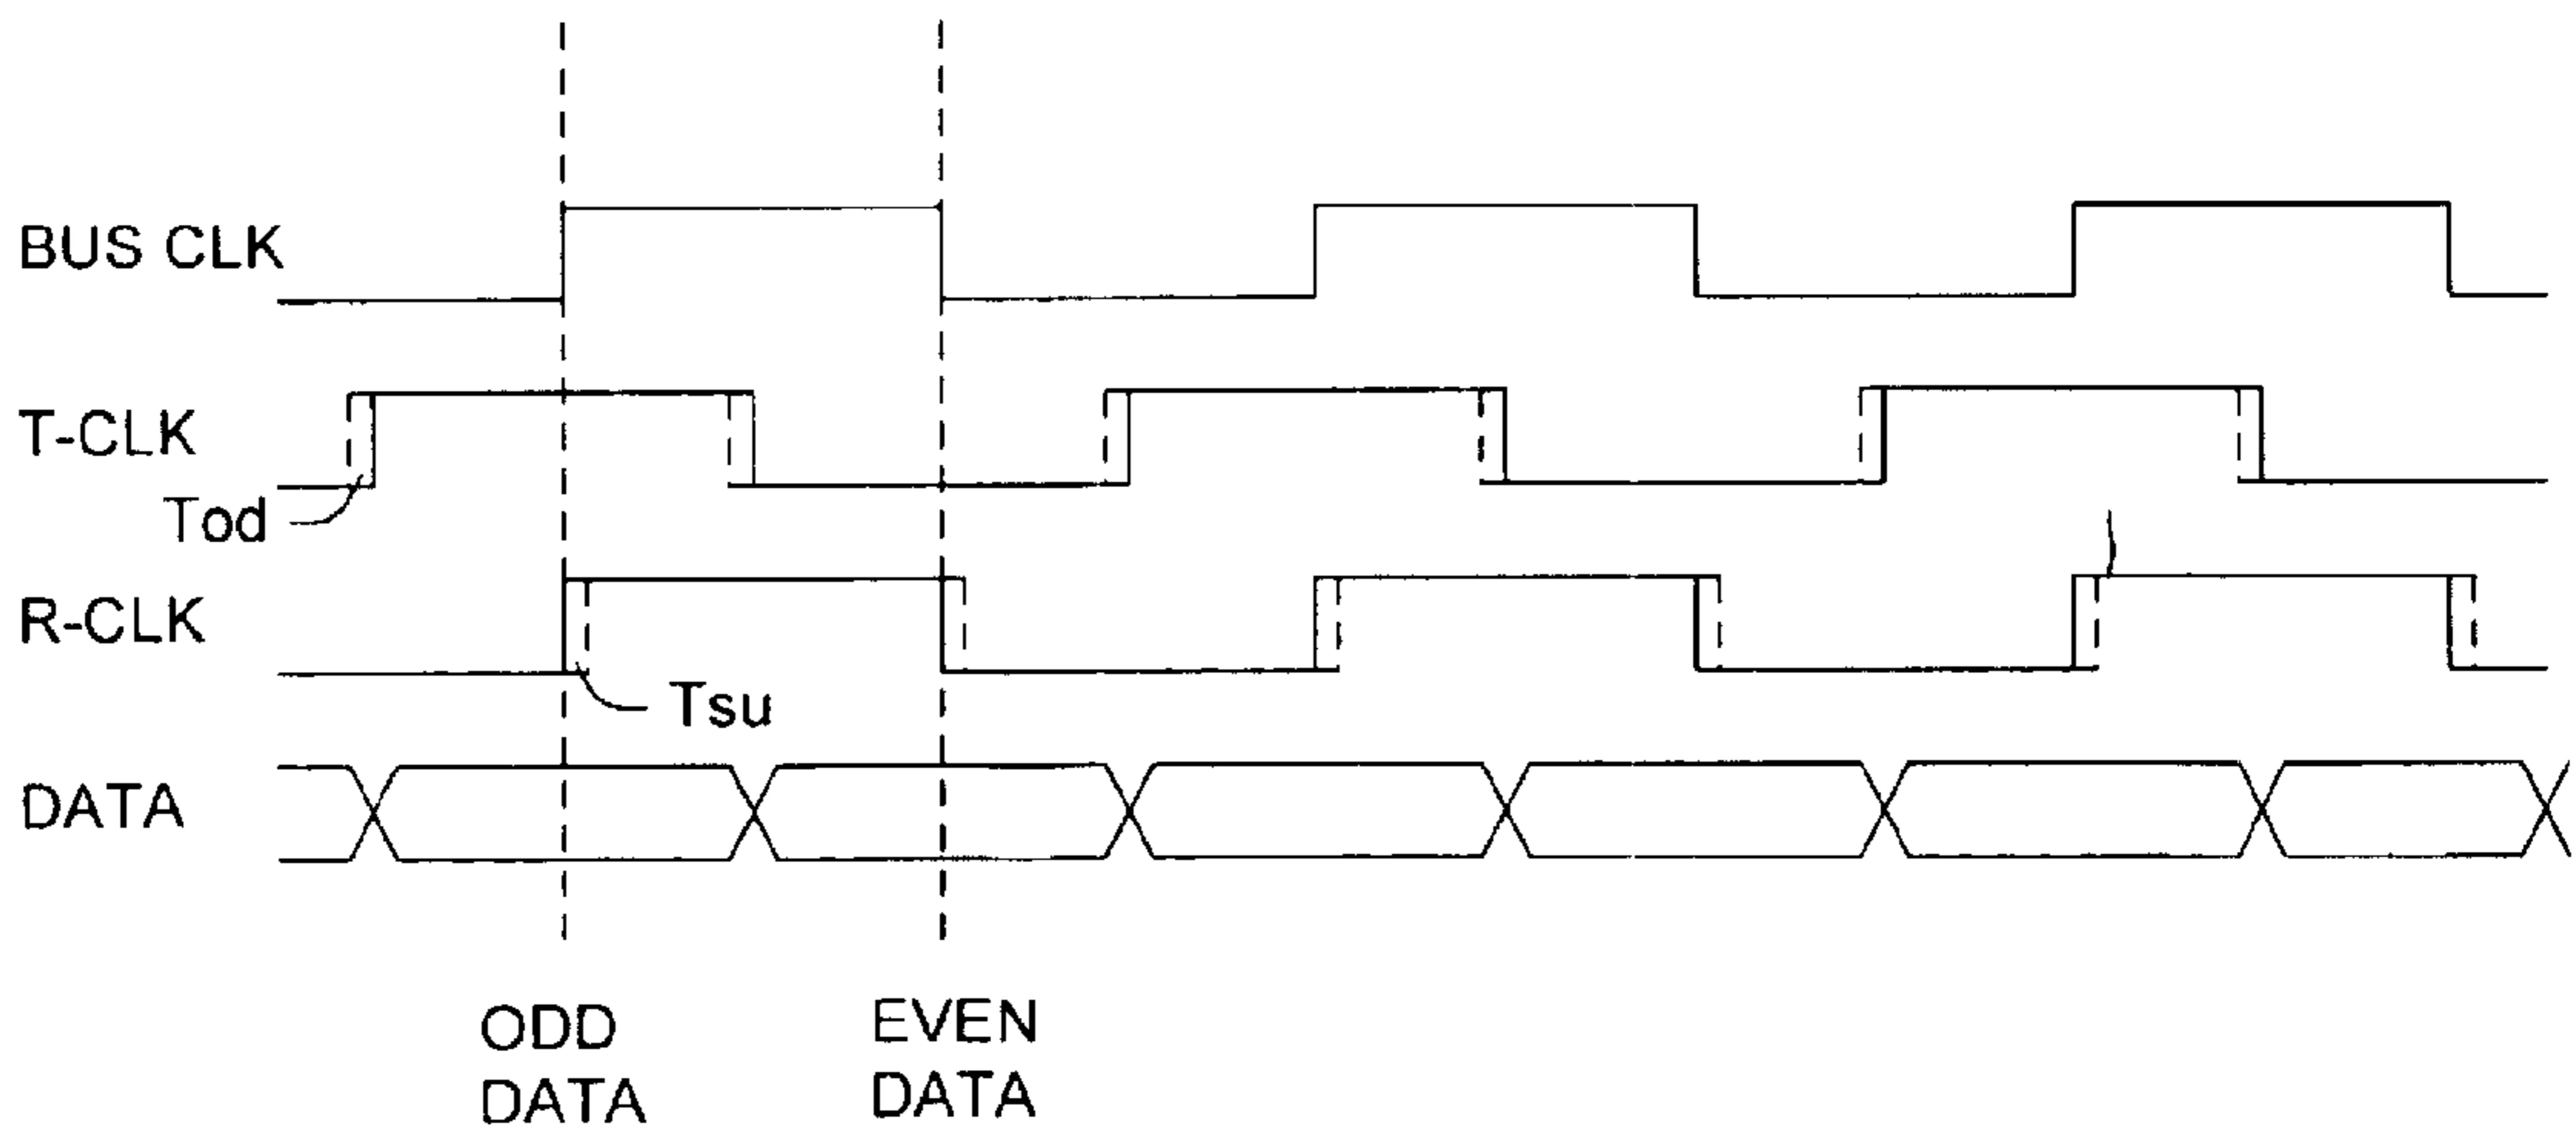 BUS CLK
T-CLK
Tod
R-CLK
Tsu
DATA
ODD
DATA
EVEN
DATA